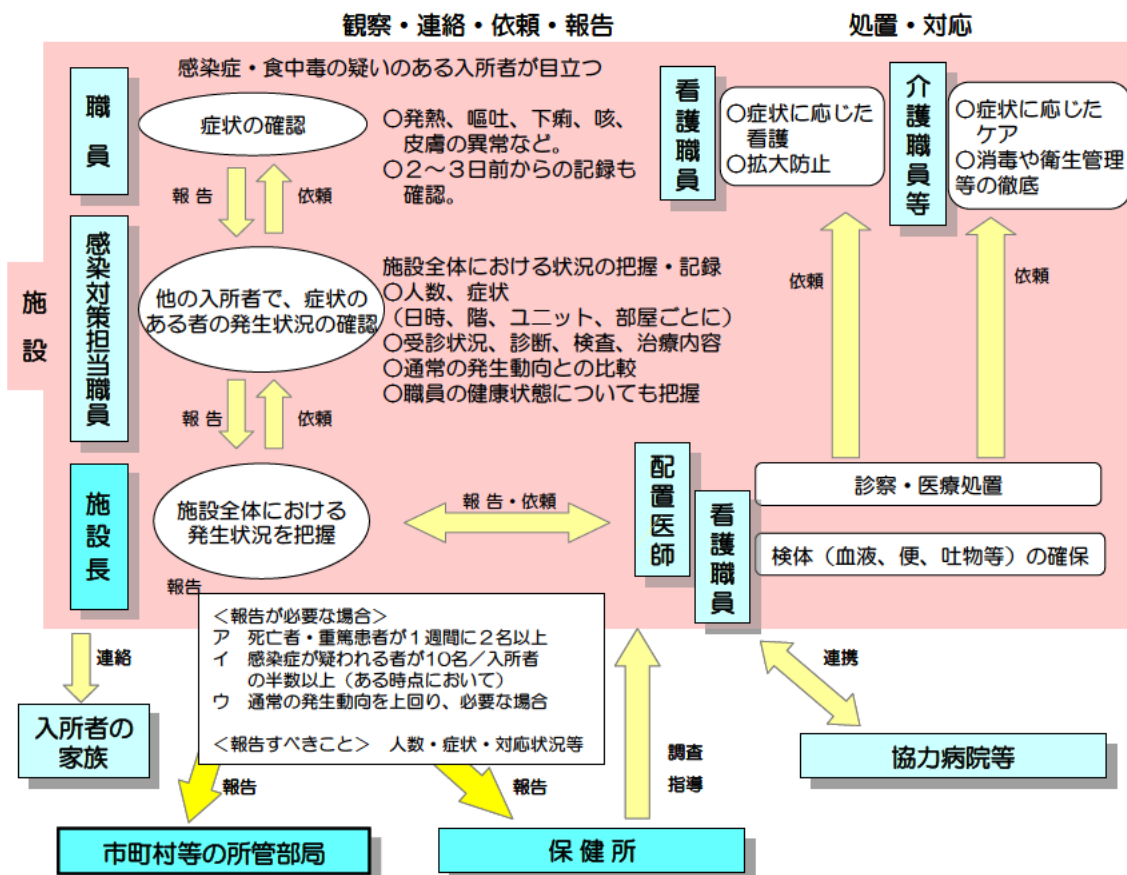 観察・連絡・依頼・報告
処置・対応
施設
職員
感染症・食中毒の疑いのある入所者が目立つ
症状の確認
○発熱、嘔吐、下痢、咳、
皮膚の異常など。
○２～３日前からの記録も
確認。
報告
依頼
感染対策担当職員
他の入所者で、症状の
ある者の発生状況の確認
施設全体における状況の把握・記録
○人数、症状
（日時、階、ユニット、部屋ごとに）
○受診状況、診断、検査、治療内容
○通常の発生動向との比較
○職員の健康状態についても把握
報告
依頼
施設長
施設全体における
発生状況を把握
報告・依頼
看護職員
○症状に応じた
看護
○拡大防止
介護職員等
○症状に応じた
ケア
○消毒や衛生管理
等の徹底
依頼
依頼
配置医師
看護職員
診察・医療処置
検体（血液、便、吐物等）の確保
報告
＜報告が必要な場合＞
ア　死亡者・重篤患者が１週間に２名以上
イ　感染症が疑われる者が10名／入所者
の半数以上（ある時点において）
ウ　通常の発生動向を上回り、必要な場合
＜報告すべきこと＞　人数・症状・対応状況等
連絡
入所者の
家族
報告
報告
調査
指導
連携
協力病院等
市町村等の所管部局
保健所